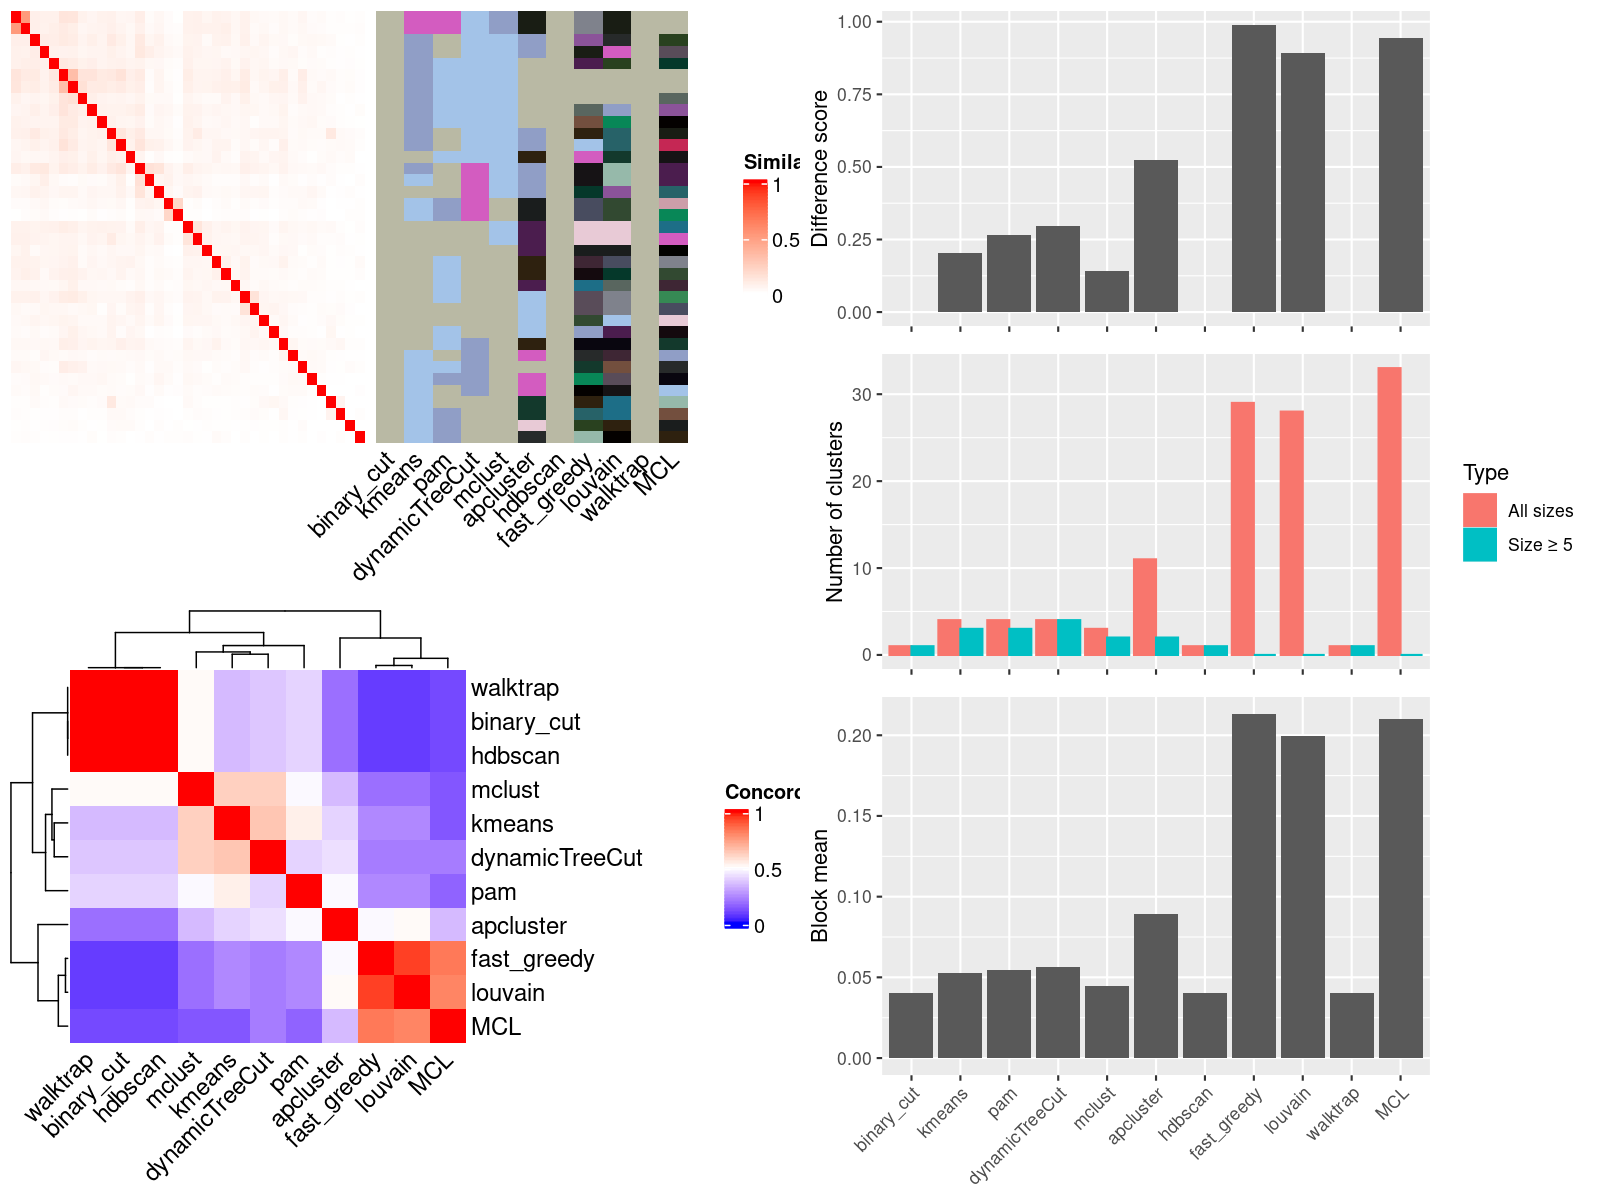 Simila
1
0.5
0
binary_cut
kmeans
pam
dynamicTreeCut
mclust
apcluster
hdbscan
fast_greedy
louvain
walktrap
MCL
walktrap
binary_cut
hdbscan
mclust
kmeans
dynamicTreeCut
pam
apcluster
fast_greedy
louvain
MCL
walktrap
binary_cut
hdbscan
mclust
kmeans
dynamicTreeCut
pam
apcluster
fast_greedy
louvain
MCL
Concord
1
0.5
0
Difference score
1.00
0.75
0.50
0.25
0.00
Number of clusters
30
20
10
0
Type
All sizes
Size ≥ 5
Block mean
0.20
0.15
0.10
0.05
0.00
binary_cut
kmeans
pam
dynamicTreeCut
mclust
apcluster
hdbscan
fast_greedy
louvain
walktrap
MCL